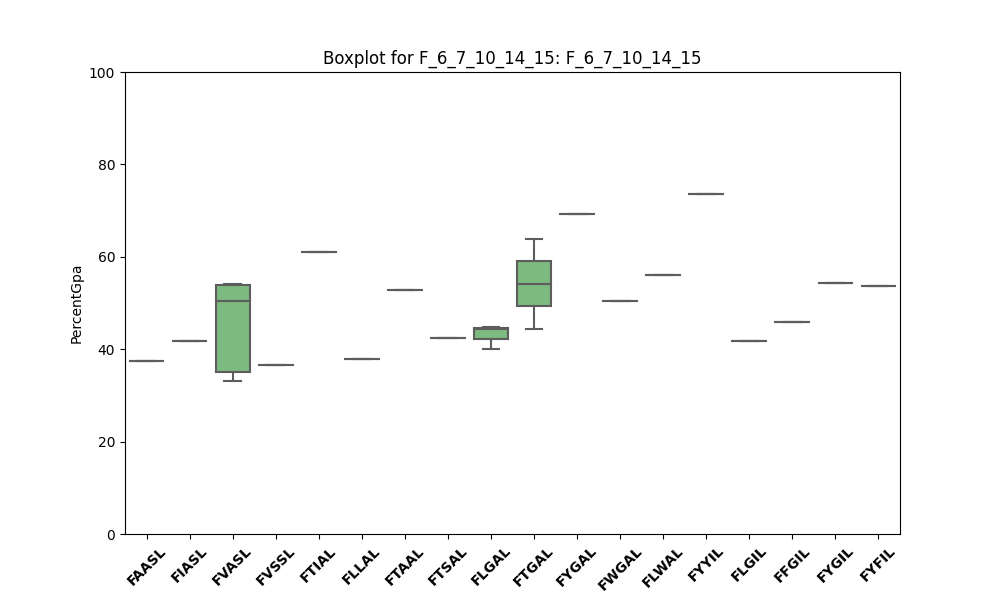 Boxplot for F_6_7_10_14_15: F_6_7_10_14_15
100
80
60
40
20
0
PercentGpa
FAASL
FIASL
FVASL
FVSSL
FTIAL
FLLAL
FTAAL
FTSAL
FLGAL
FTGAL
FYGAL
FWGAL
FLWAL
FYYIL
FLGIL
FFGIL
FYGIL
FYFIL